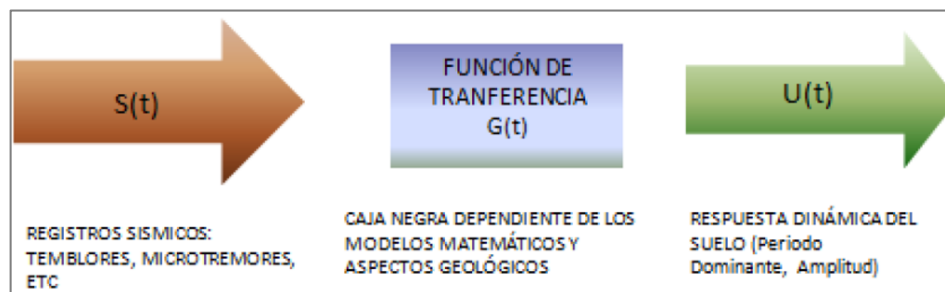 S(t)
FUNCIÓN DE
TRANFERENCIA
G(t)
U(t)
REGISTROS SISMICOS:
TEMBLORES, MICROTREMORES,
ETC
CAJA NEGRA DEPENDIENTE DE LOS
MODELOS MATEMÁTICOS Y
ASPECTOS GEOLÓGICOS
RESPUESTA DINÁMICA DEL
SUELO (Periodo
Dominante, Amplitud)